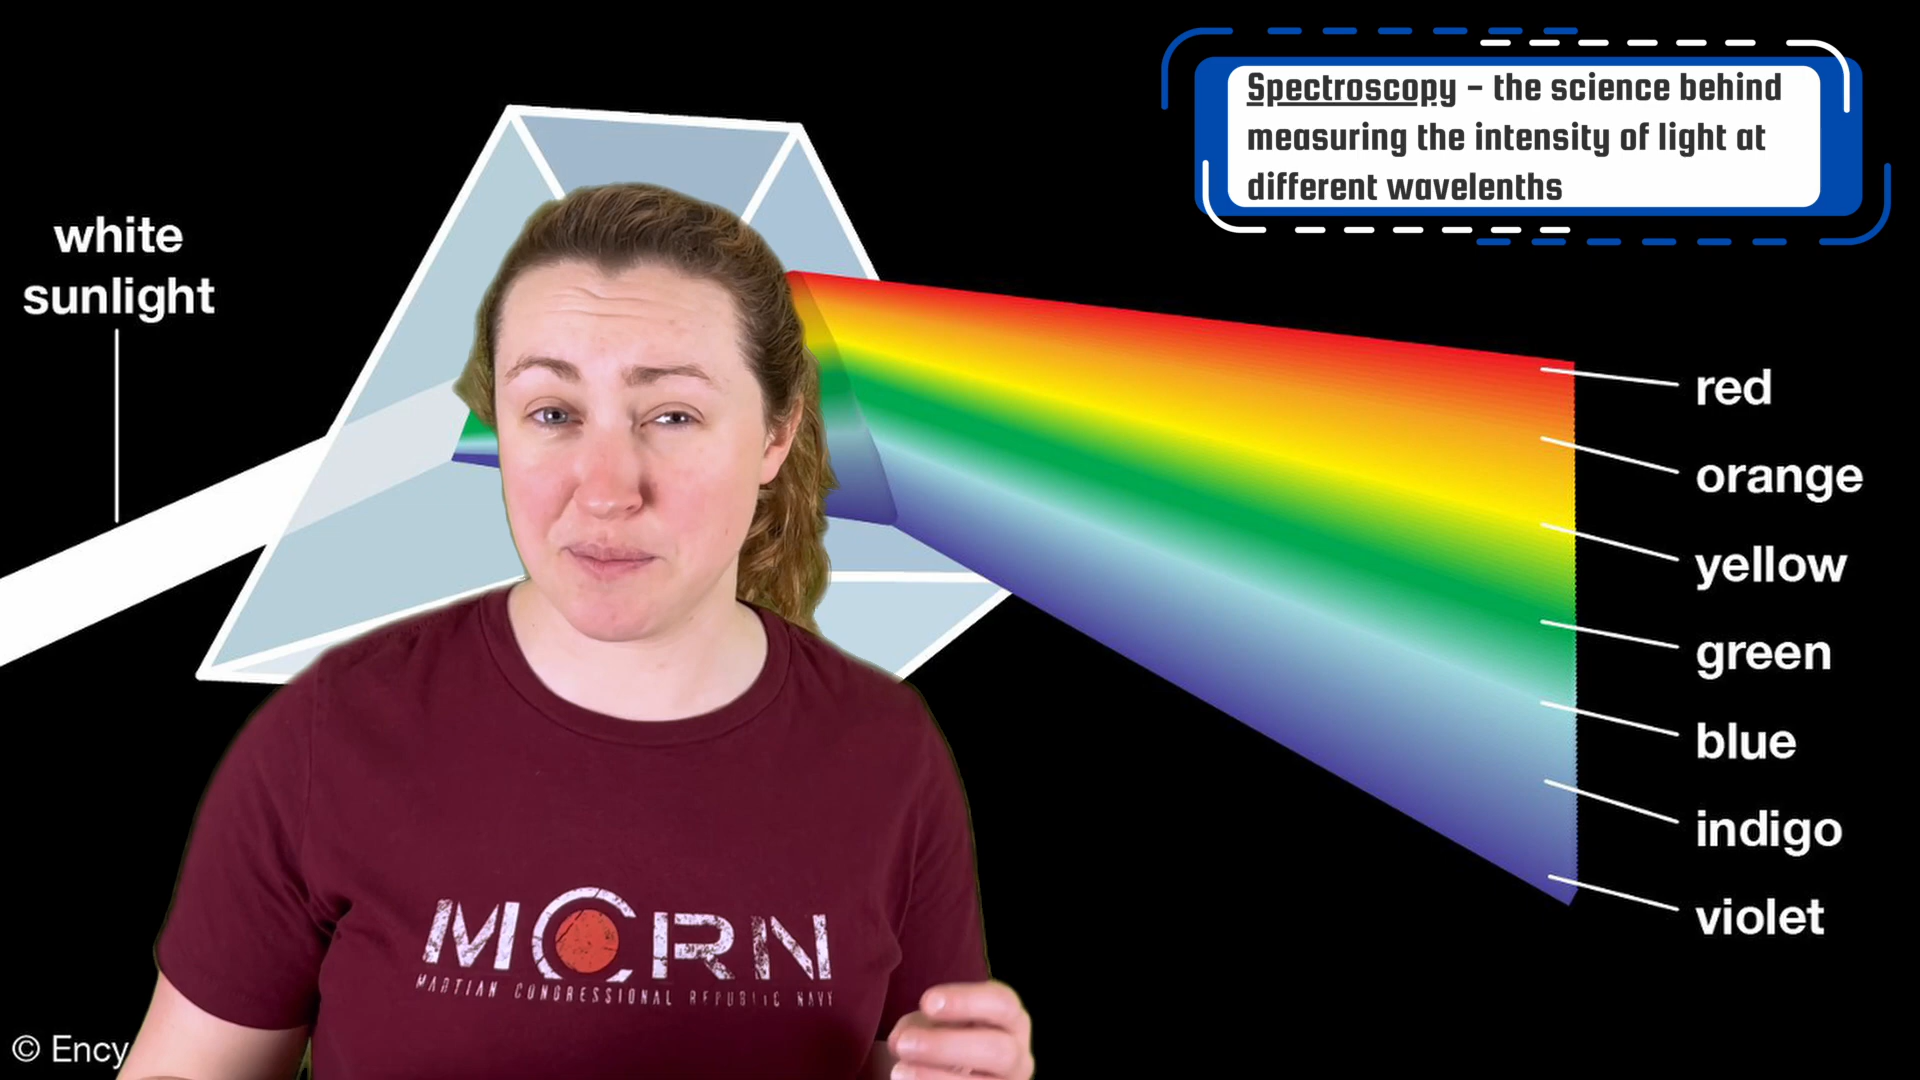 Spectroscopy - the science behind
measuring the intensity of light at
different wavelenths
white
sunlight
red
orange
yellow
green
blue
indigo
violet
MCRN
MARTIAN CONGRESSIONAL REPUBLIC NAVY
© Ency